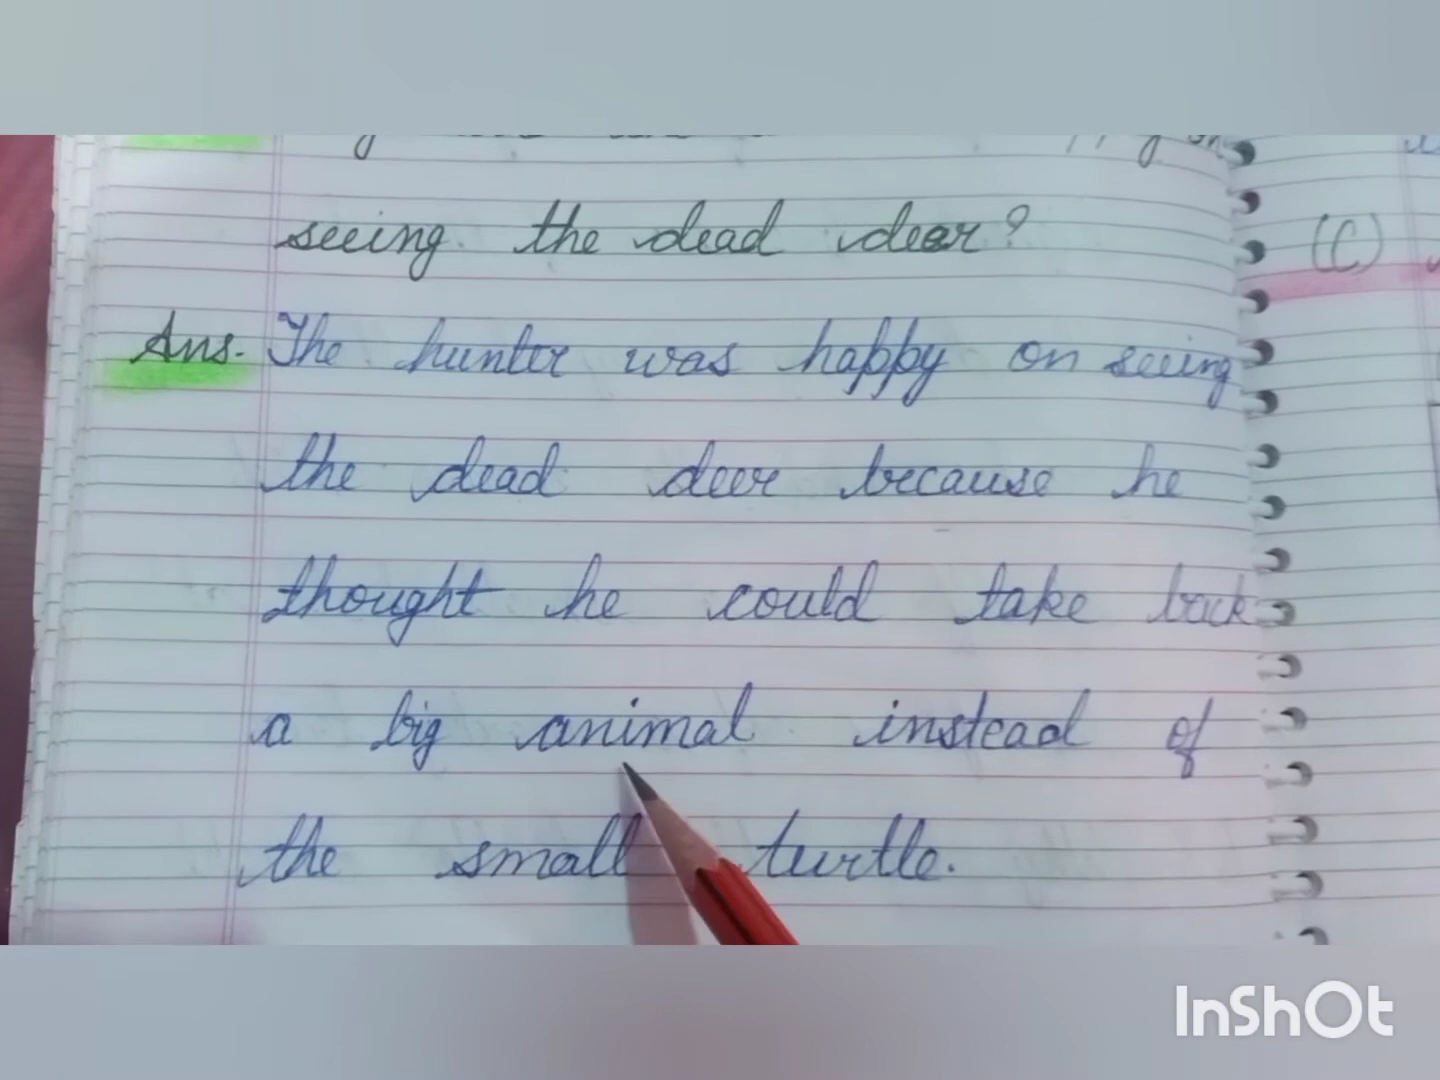 seeing the dead deer?
Ans. The hunter was happy on seeing
the dead deer because he
thought he could take back
a big animal instead of
the small turtle.
(C)
InShOt